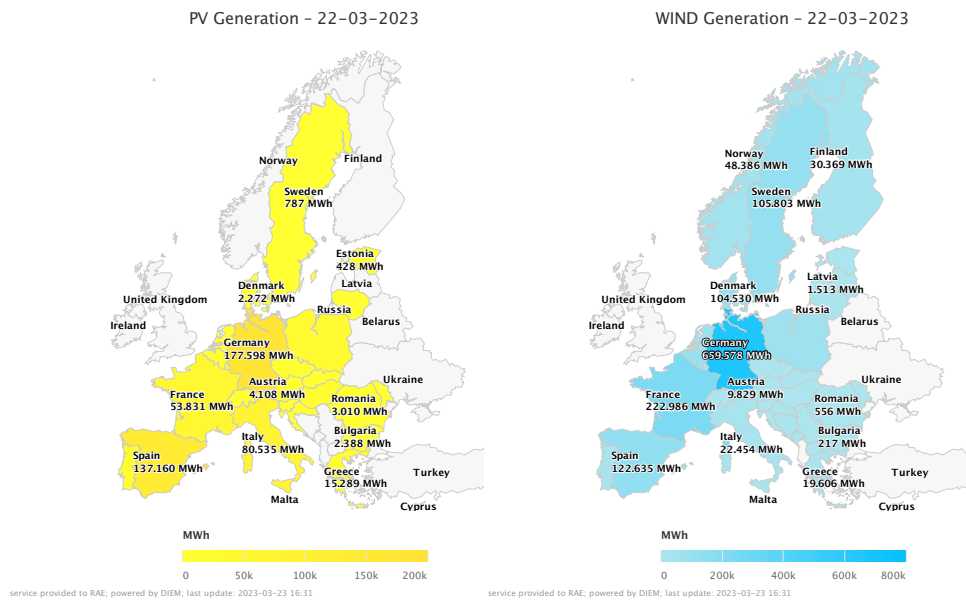 PV Generation – 22-03-2023
Norway
Finland
Sweden
787 MWh
Estonia
428 MWh
Latvia
Denmark
2.272 MWh
United Kingdom
Russia
Ireland
Belarus
Germany
177.598 MWh
Ukraine
Austria
4.108 MWh
France
53.831 MWh
Romania
3.010 MWh
Bulgaria
2.388 MWh
Italy
80.535 MWh
Spain
137.160 MWh
Greece
15.289 MWh
Turkey
Malta
Cyprus
MWh
0 50k 100k 150k 200k
service provided to RAE; powered by DIEM; last update: 2023-03-23 16:31
WIND Generation – 22-03-2023
Norway
48.386 MWh
Finland
30.369 MWh
Sweden
105.803 MWh
Latvia
1.513 MWh
Denmark
104.530 MWh
United Kingdom
Russia
Ireland
Belarus
Germany
659.578 MWh
Ukraine
Austria
9.829 MWh
France
222.986 MWh
Romania
556 MWh
Bulgaria
217 MWh
Italy
22.454 MWh
Spain
122.635 MWh
Greece
19.606 MWh
Turkey
Malta
Cyprus
MWh
0 200k 400k 600k 800k
service provided to RAE; powered by DIEM; last update: 2023-03-23 16:31